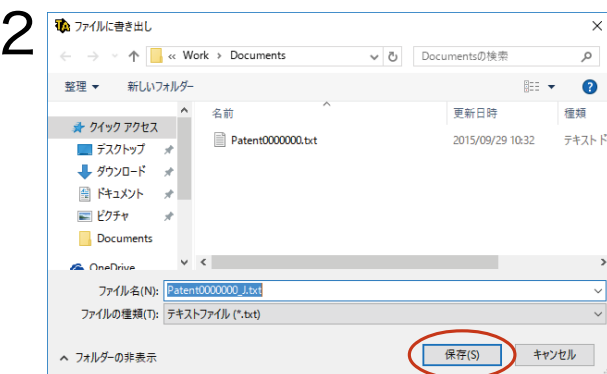 2
ファイルに書き出し
« Work › Documents
Documentsの検索
整理 新しいフォルダー
名前 更新日時 種類
クイック アクセス
Patent0000000.txt 2015/09/29 10:32 テキスト ド
デスクトップ
ダウンロード
ドキュメント
ピクチャ
Documents
OneDrive
ファイル名(N): Patent0000000_J.txt
ファイルの種類(T): テキストファイル (*.txt)
フォルダーの非表示 保存(S) キャンセル